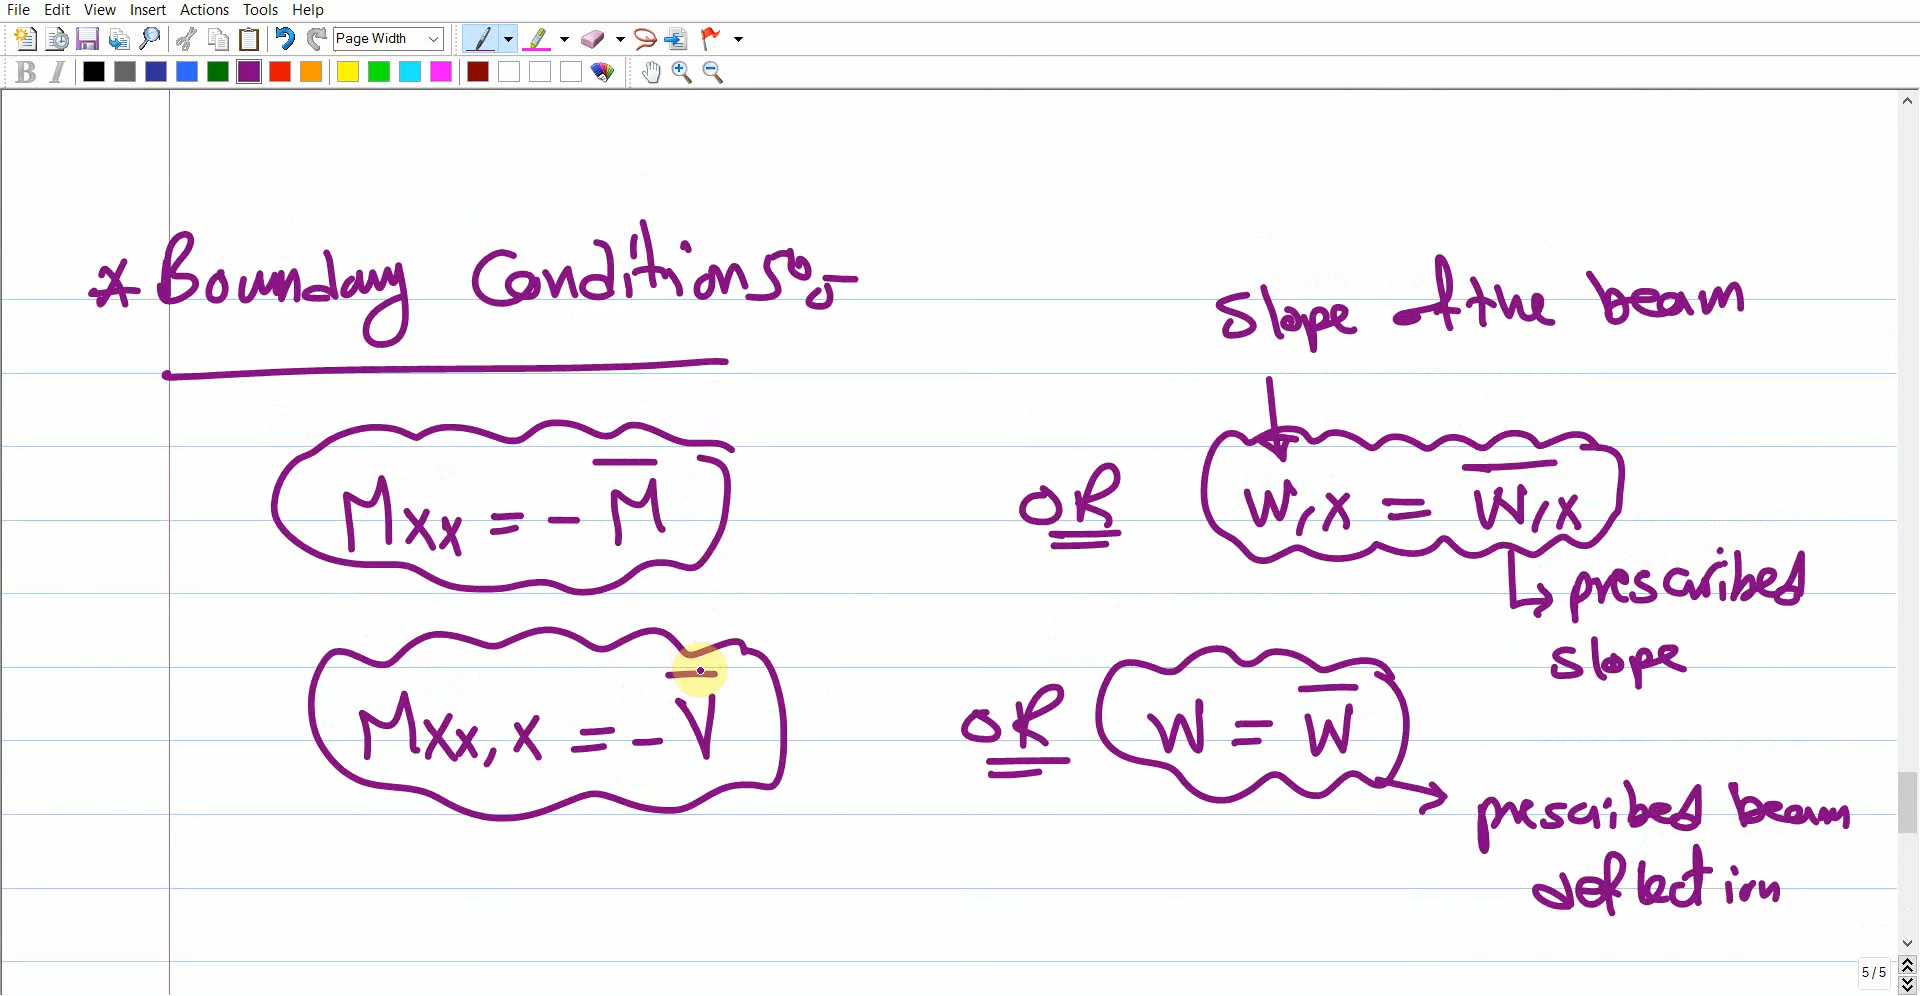 File Edit View Insert Actions Tools Help
Page Width
B I
* Boundary Conditions :-
slope of the beam
Mxx = - M̅ OR w,x = w̅,̅x̅
prescribed
slope
Mxx,x = - V̅ OR w = w̅
prescribed beam
deflection
5 / 5